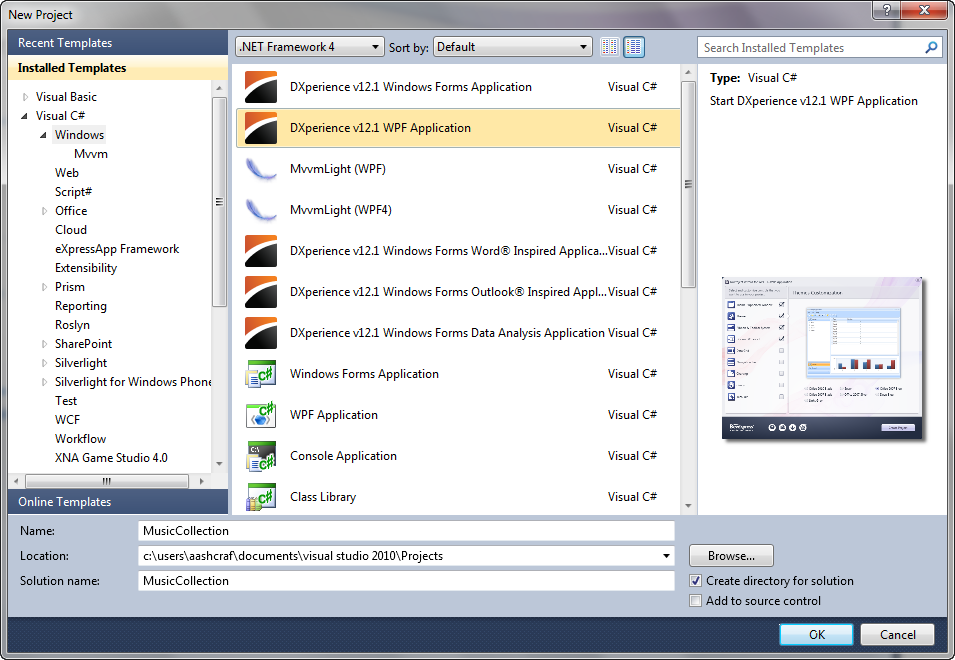 New Project
Recent Templates
Installed Templates
Visual Basic
Visual C#
Windows
Mvvm
Web
Script#
Office
Cloud
eXpressApp Framework
Extensibility
Prism
Reporting
Roslyn
SharePoint
Silverlight
Silverlight for Windows Phone
Test
WCF
Workflow
XNA Game Studio 4.0
Online Templates
.NET Framework 4 Sort by: Default
DXperience v12.1 Windows Forms Application Visual C#
DXperience v12.1 WPF Application Visual C#
MvvmLight (WPF) Visual C#
MvvmLight (WPF4) Visual C#
DXperience v12.1 Windows Forms Word® Inspired Applica... Visual C#
DXperience v12.1 Windows Forms Outlook® Inspired Appl... Visual C#
DXperience v12.1 Windows Forms Data Analysis Application Visual C#
Windows Forms Application Visual C#
WPF Application Visual C#
Console Application Visual C#
Class Library Visual C#
Search Installed Templates
Type: Visual C#
Start DXperience v12.1 WPF Application
Themes Customization
Name: MusicCollection
Location: c:\users\aashcraf\documents\visual studio 2010\Projects
Browse...
Solution name: MusicCollection
Create directory for solution
Add to source control
OK Cancel